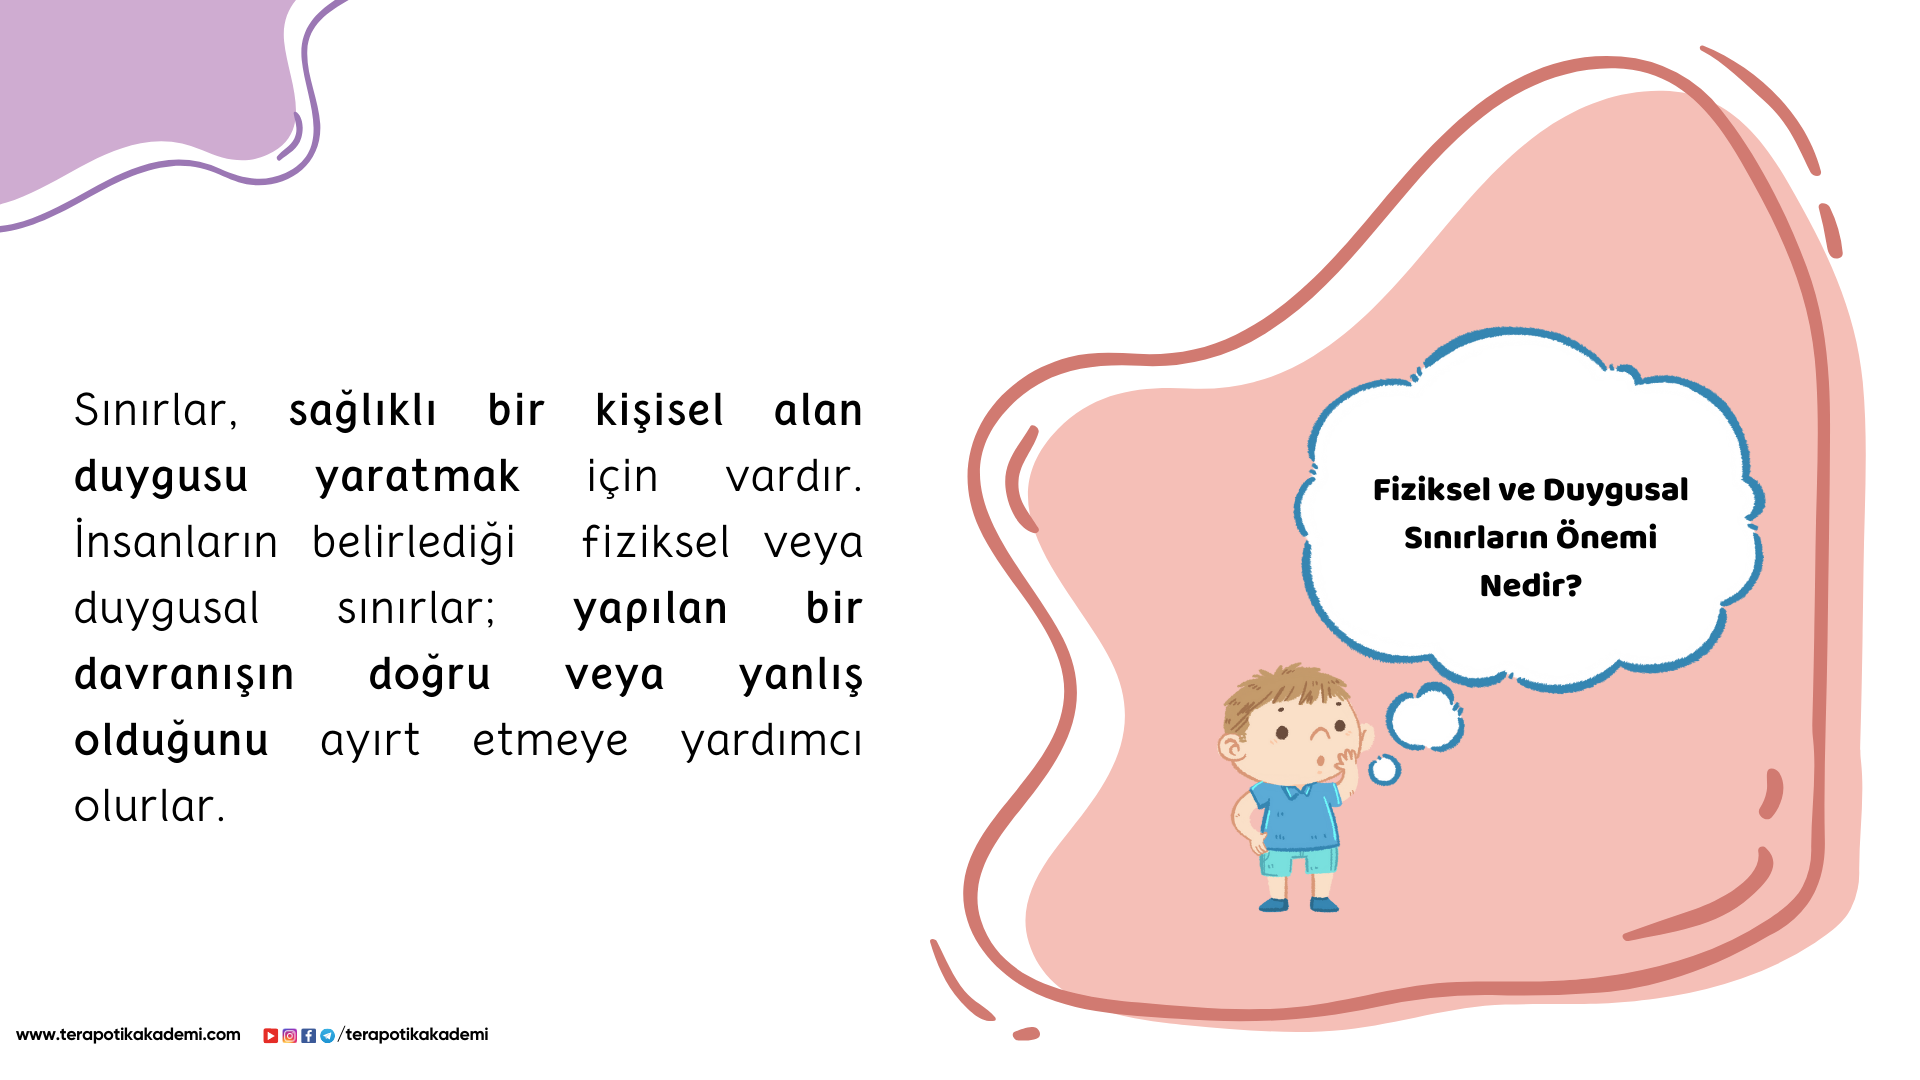 Sınırlar, sağlıklı bir kişisel alan
duygusu yaratmak için vardır.
İnsanların belirlediği fiziksel veya
duygusal sınırlar; yapılan bir
davranışın doğru veya yanlış
olduğunu ayırt etmeye yardımcı
olurlar.
Fiziksel ve Duygusal
Sınırların Önemi
Nedir?
www.terapotikakademi.com /terapotikakademi